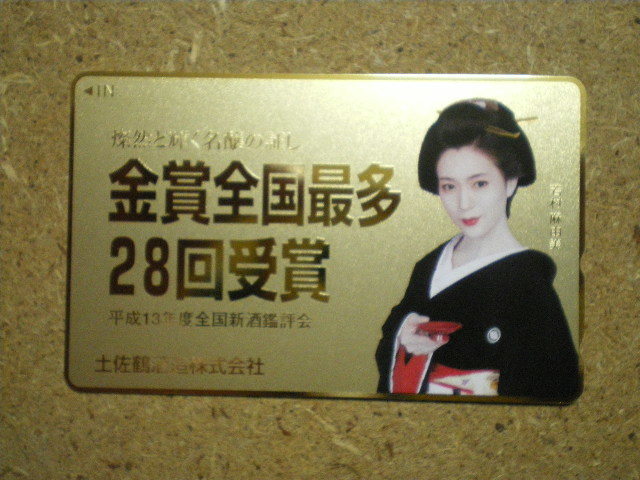 ◀IN
燦然と輝く名醸の証し
金賞全国最多
28回受賞
平成13年度全国新酒鑑評会
土佐鶴酒造株式会社